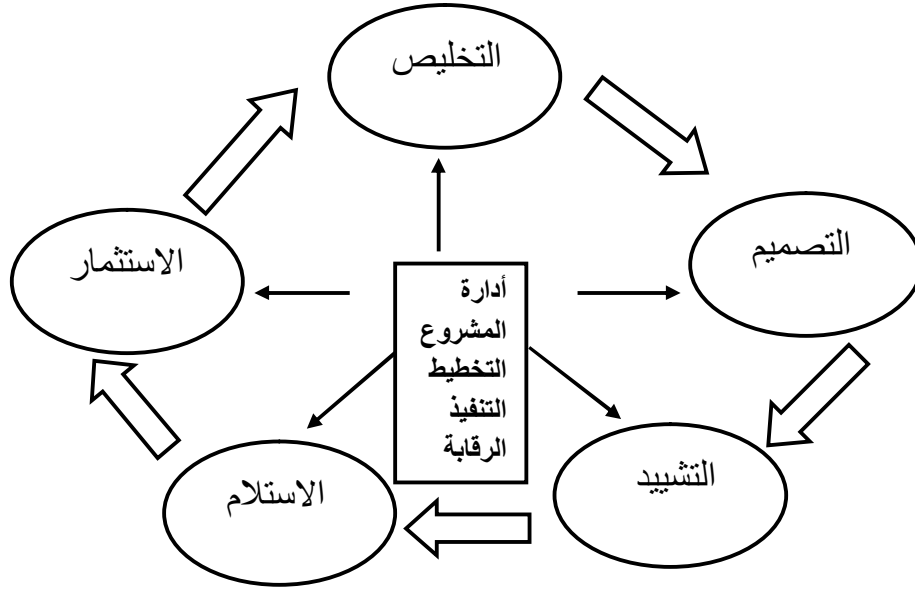 التخليص
التصميم
الاستثمار
أدارة
المشروع
التخطيط
التنفيذ
الرقابة
التشييد
الاستلام